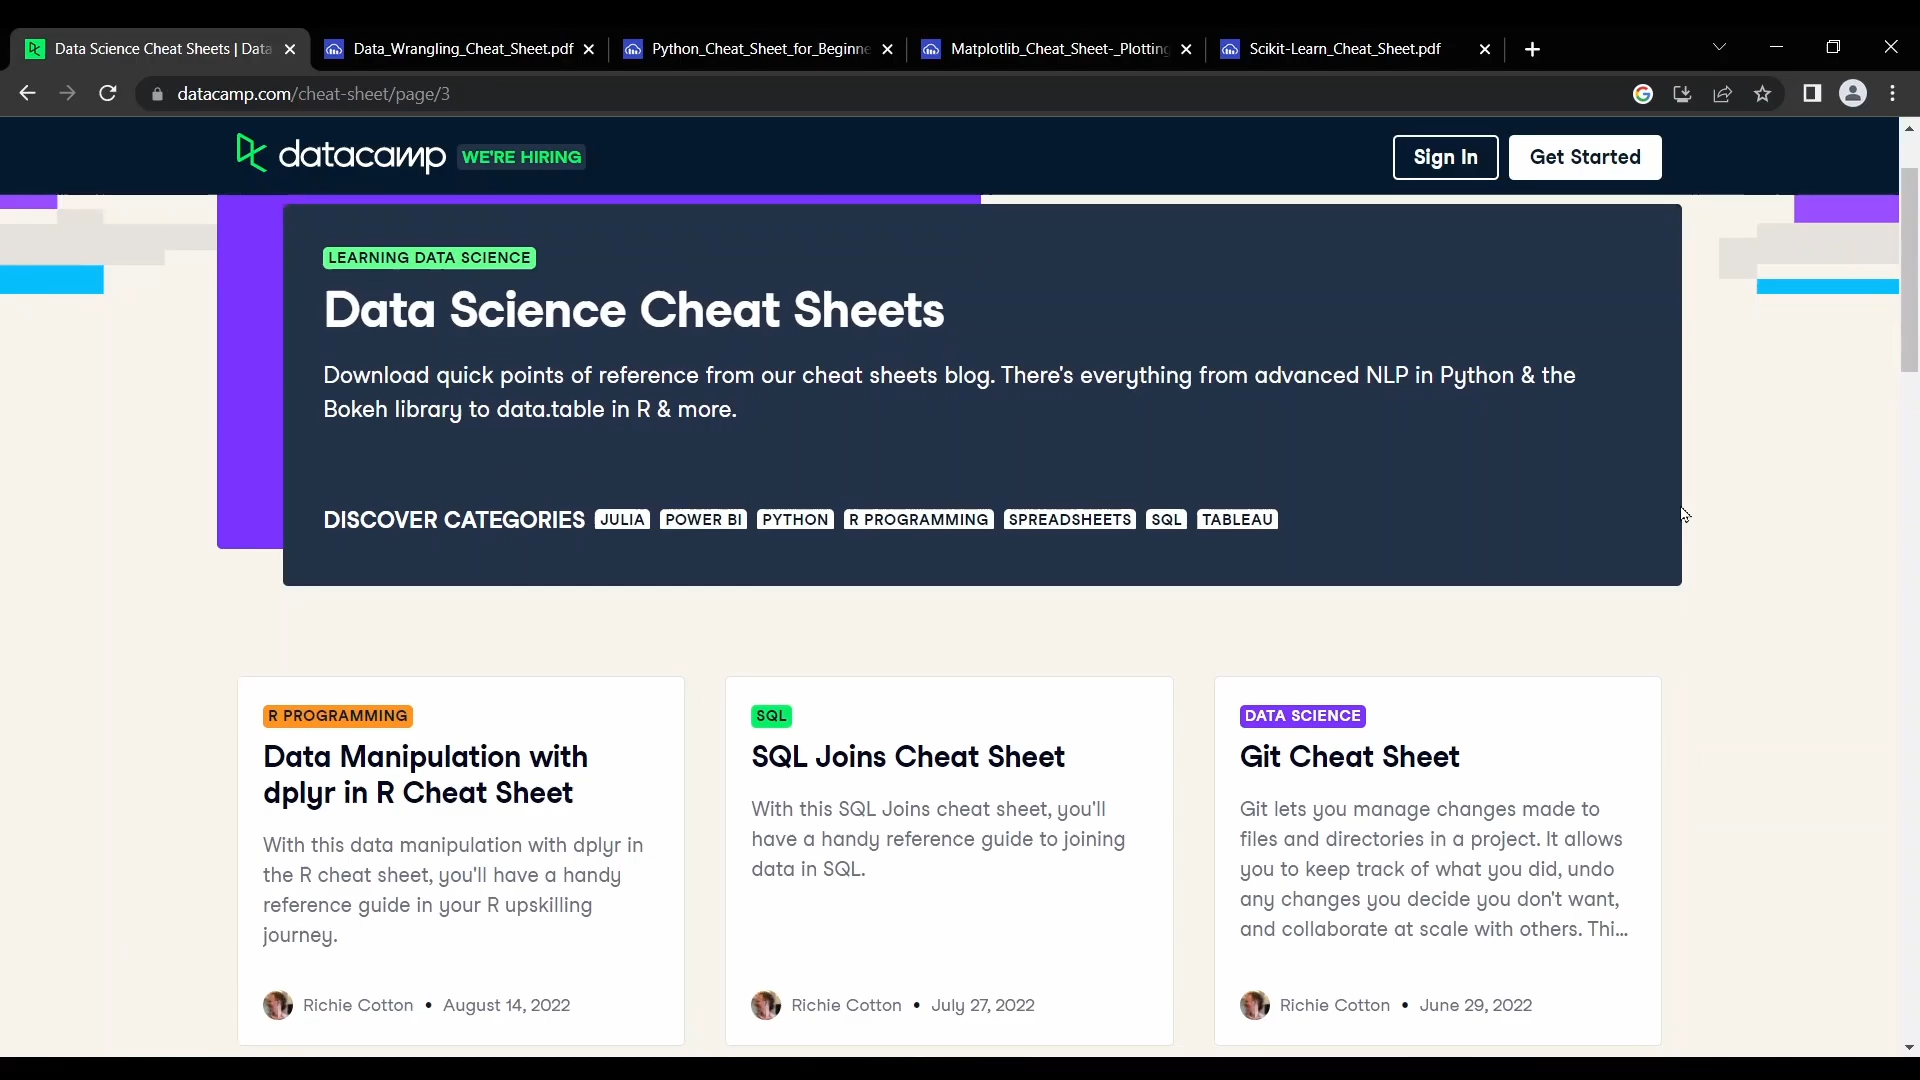 Data Science Cheat Sheets | Data
Data_Wrangling_Cheat_Sheet.pdf
Python_Cheat_Sheet_for_Beginne
Matplotlib_Cheat_Sheet-_Plotting
Scikit-Learn_Cheat_Sheet.pdf
datacamp.com/cheat-sheet/page/3
datacamp WE'RE HIRING
Sign In
Get Started
LEARNING DATA SCIENCE
Data Science Cheat Sheets
Download quick points of reference from our cheat sheets blog. There's everything from advanced NLP in Python & the
Bokeh library to data.table in R & more.
DISCOVER CATEGORIES JULIA POWER BI PYTHON R PROGRAMMING SPREADSHEETS SQL TABLEAU
R PROGRAMMING
Data Manipulation with
dplyr in R Cheat Sheet
With this data manipulation with dplyr in
the R cheat sheet, you'll have a handy
reference guide in your R upskilling
journey.
Richie Cotton • August 14, 2022
SQL
SQL Joins Cheat Sheet
With this SQL Joins cheat sheet, you'll
have a handy reference guide to joining
data in SQL.
Richie Cotton • July 27, 2022
DATA SCIENCE
Git Cheat Sheet
Git lets you manage changes made to
files and directories in a project. It allows
you to keep track of what you did, undo
any changes you decide you don't want,
and collaborate at scale with others. Thi...
Richie Cotton • June 29, 2022